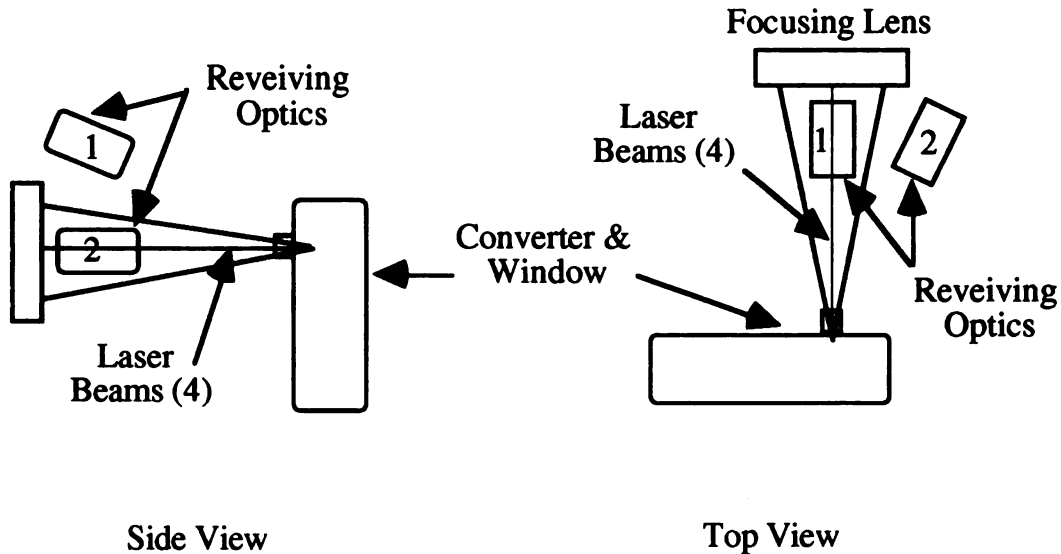 Focusing Lens
Reveiving
Optics
1
2
Laser
Beams (4)
1
2
Converter &
Window
Reveiving
Optics
Laser
Beams (4)
Side View
Top View